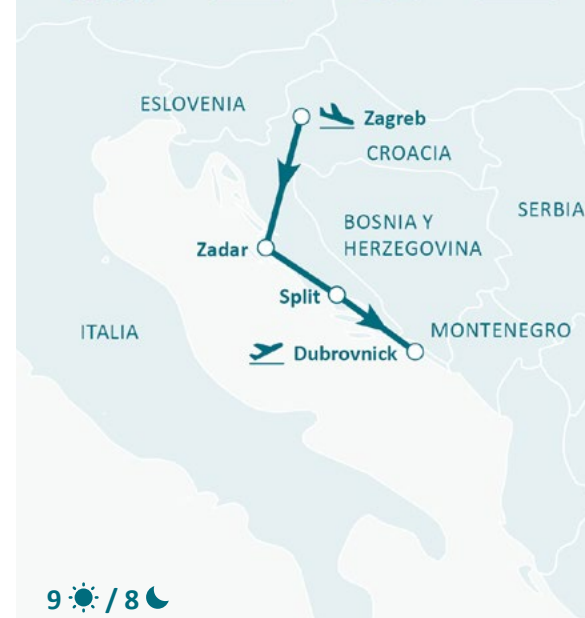 ESLOVENIA
Zagreb
CROACIA
BOSNIA Y
HERZEGOVINA
SERBIA
Zadar
Split
ITALIA
MONTENEGRO
Dubrovnick
9 / 8